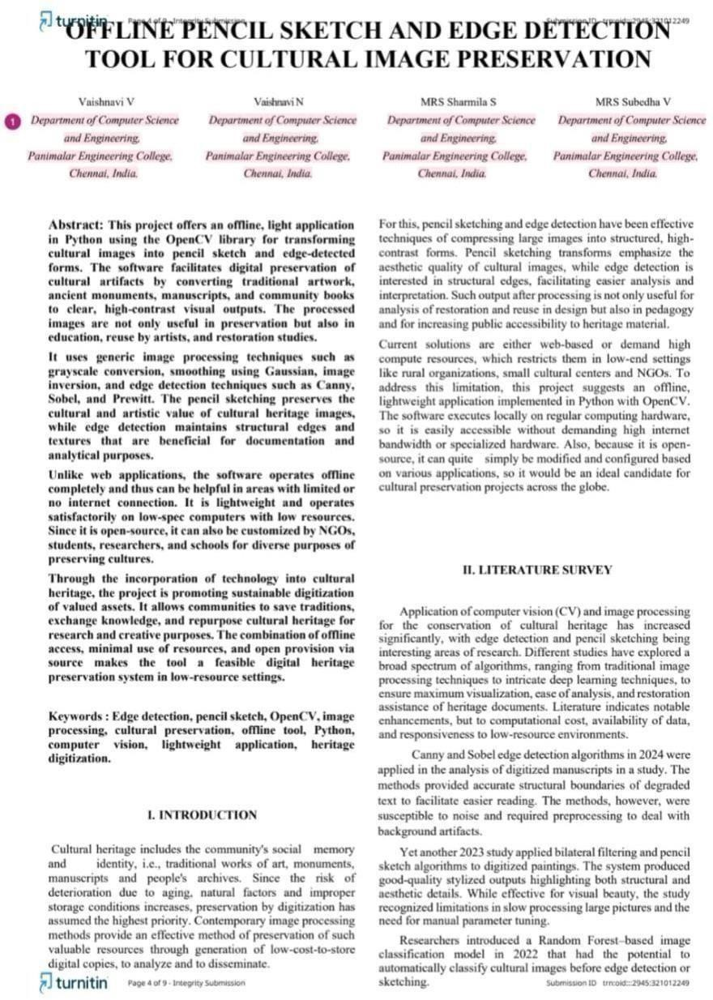 turnitin Page 4 of 9 - Integrity Submission Submission ID trn:oid:::2945:321012249
OFFLINE PENCIL SKETCH AND EDGE DETECTION
TOOL FOR CULTURAL IMAGE PRESERVATION
Vaishnavi V
1 Department of Computer Science
and Engineering,
Panimalar Engineering College,
Chennai, India.
Vaishnavi N
Department of Computer Science
and Engineering,
Panimalar Engineering College,
Chennai, India.
MRS Sharmila S
Department of Computer Science
and Engineering,
Panimalar Engineering College,
Chennai, India.
MRS Subedha V
Department of Computer Science
and Engineering,
Panimalar Engineering College,
Chennai, India.
Abstract: This project offers an offline, light application
in Python using the OpenCV library for transforming
cultural images into pencil sketch and edge-detected
forms. The software facilitates digital preservation of
cultural artifacts by converting traditional artwork,
ancient monuments, manuscripts, and community books
to clear, high-contrast visual outputs. The processed
images are not only useful in preservation but also in
education, reuse by artists, and restoration studies.
It uses generic image processing techniques such as
grayscale conversion, smoothing using Gaussian, image
inversion, and edge detection techniques such as Canny,
Sobel, and Prewitt. The pencil sketching preserves the
cultural and artistic value of cultural heritage images,
while edge detection maintains structural edges and
textures that are beneficial for documentation and
analytical purposes.
Unlike web applications, the software operates offline
completely and thus can be helpful in areas with limited or
no internet connection. It is lightweight and operates
satisfactorily on low-spec computers with low resources.
Since it is open-source, it can also be customized by NGOs,
students, researchers, and schools for diverse purposes of
preserving cultures.
Through the incorporation of technology into cultural
heritage, the project is promoting sustainable digitization
of valued assets. It allows communities to save traditions,
exchange knowledge, and repurpose cultural heritage for
research and creative purposes. The combination of offline
access, minimal use of resources, and open provision via
source makes the tool a feasible digital heritage
preservation system in low-resource settings.
Keywords : Edge detection, pencil sketch, OpenCV, image
processing, cultural preservation, offline tool, Python,
computer vision, lightweight application, heritage
digitization.
I. INTRODUCTION
Cultural heritage includes the community's social memory
and identity, i.e., traditional works of art, monuments,
manuscripts and people's archives. Since the risk of
deterioration due to aging, natural factors and improper
storage conditions increases, preservation by digitization has
assumed the highest priority. Contemporary image processing
methods provide an effective method of preservation of such
valuable resources through generation of low-cost-to-store
digital copies, to analyze and to disseminate.
For this, pencil sketching and edge detection have been effective
techniques of compressing large images into structured, high-
contrast forms. Pencil sketching transforms emphasize the
aesthetic quality of cultural images, while edge detection is
interested in structural edges, facilitating easier analysis and
interpretation. Such output after processing is not only useful for
analysis of restoration and reuse in design but also in pedagogy
and for increasing public accessibility to heritage material.
Current solutions are either web-based or demand high
compute resources, which restricts them in low-end settings
like rural organizations, small cultural centers and NGOs. To
address this limitation, this project suggests an offline,
lightweight application implemented in Python with OpenCV.
The software executes locally on regular computing hardware,
so it is easily accessible without demanding high internet
bandwidth or specialized hardware. Also, because it is open-
source, it can quite simply be modified and configured based
on various applications, so it would be an ideal candidate for
cultural preservation projects across the globe.
II. LITERATURE SURVEY
Application of computer vision (CV) and image processing
for the conservation of cultural heritage has increased
significantly, with edge detection and pencil sketching being
interesting areas of research. Different studies have explored a
broad spectrum of algorithms, ranging from traditional image
processing techniques to intricate deep learning techniques, to
ensure maximum visualization, ease of analysis, and restoration
assistance of heritage documents. Literature indicates notable
enhancements, but to computational cost, availability of data,
and responsiveness to low-resource environments.
Canny and Sobel edge detection algorithms in 2024 were
applied in the analysis of digitized manuscripts in a study. The
methods provided accurate structural boundaries of degraded
text to facilitate easier reading. The methods, however, were
susceptible to noise and required preprocessing to deal with
background artifacts.
Yet another 2023 study applied bilateral filtering and pencil
sketch algorithms to digitized paintings. The system produced
good-quality stylized outputs highlighting both structural and
aesthetic details. While effective for visual beauty, the study
recognized limitations in slow processing large pictures and the
need for manual parameter tuning.
Researchers introduced a Random Forest–based image
classification model in 2022 that had the potential to
automatically classify cultural images before edge detection or
sketching.
turnitin Page 4 of 9 - Integrity Submission Submission ID trn:oid:::2945:321012249